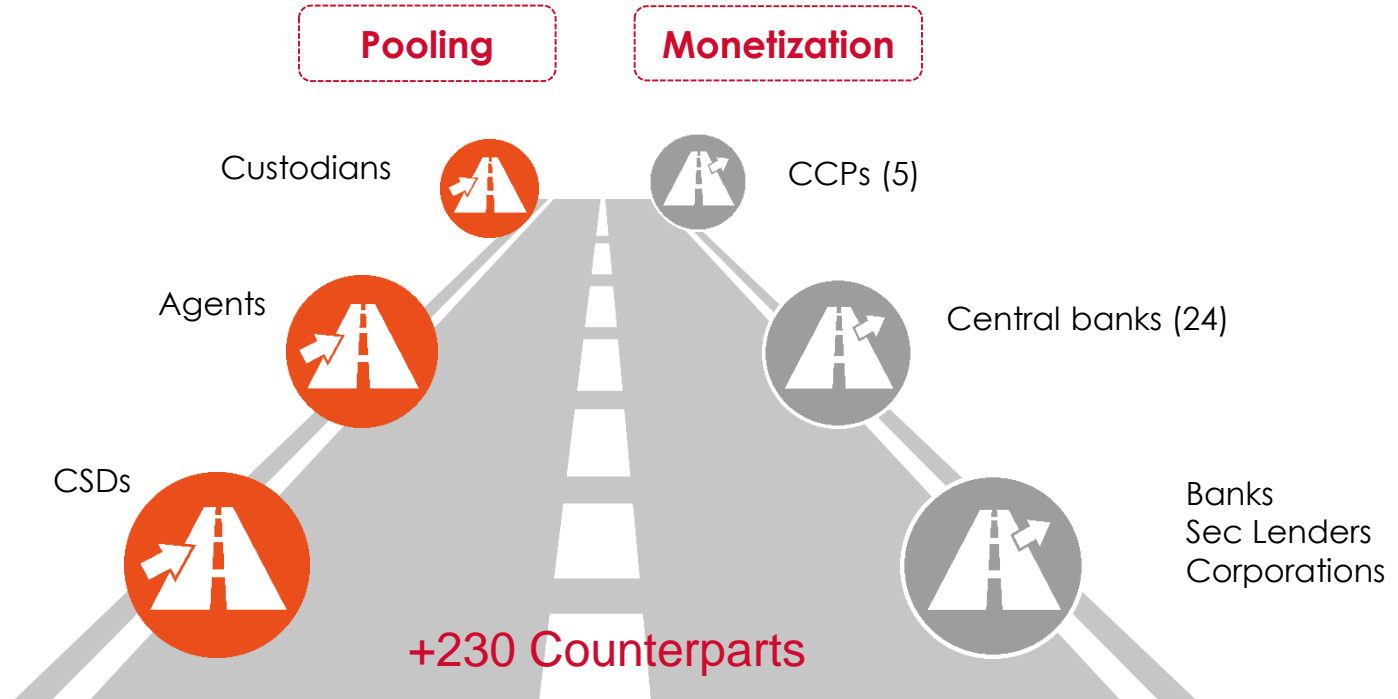 Pooling
Monetization
Custodians
CCPs (5)
Agents
Central banks (24)
CSDs
Banks
Sec Lenders
Corporations
+230 Counterparts